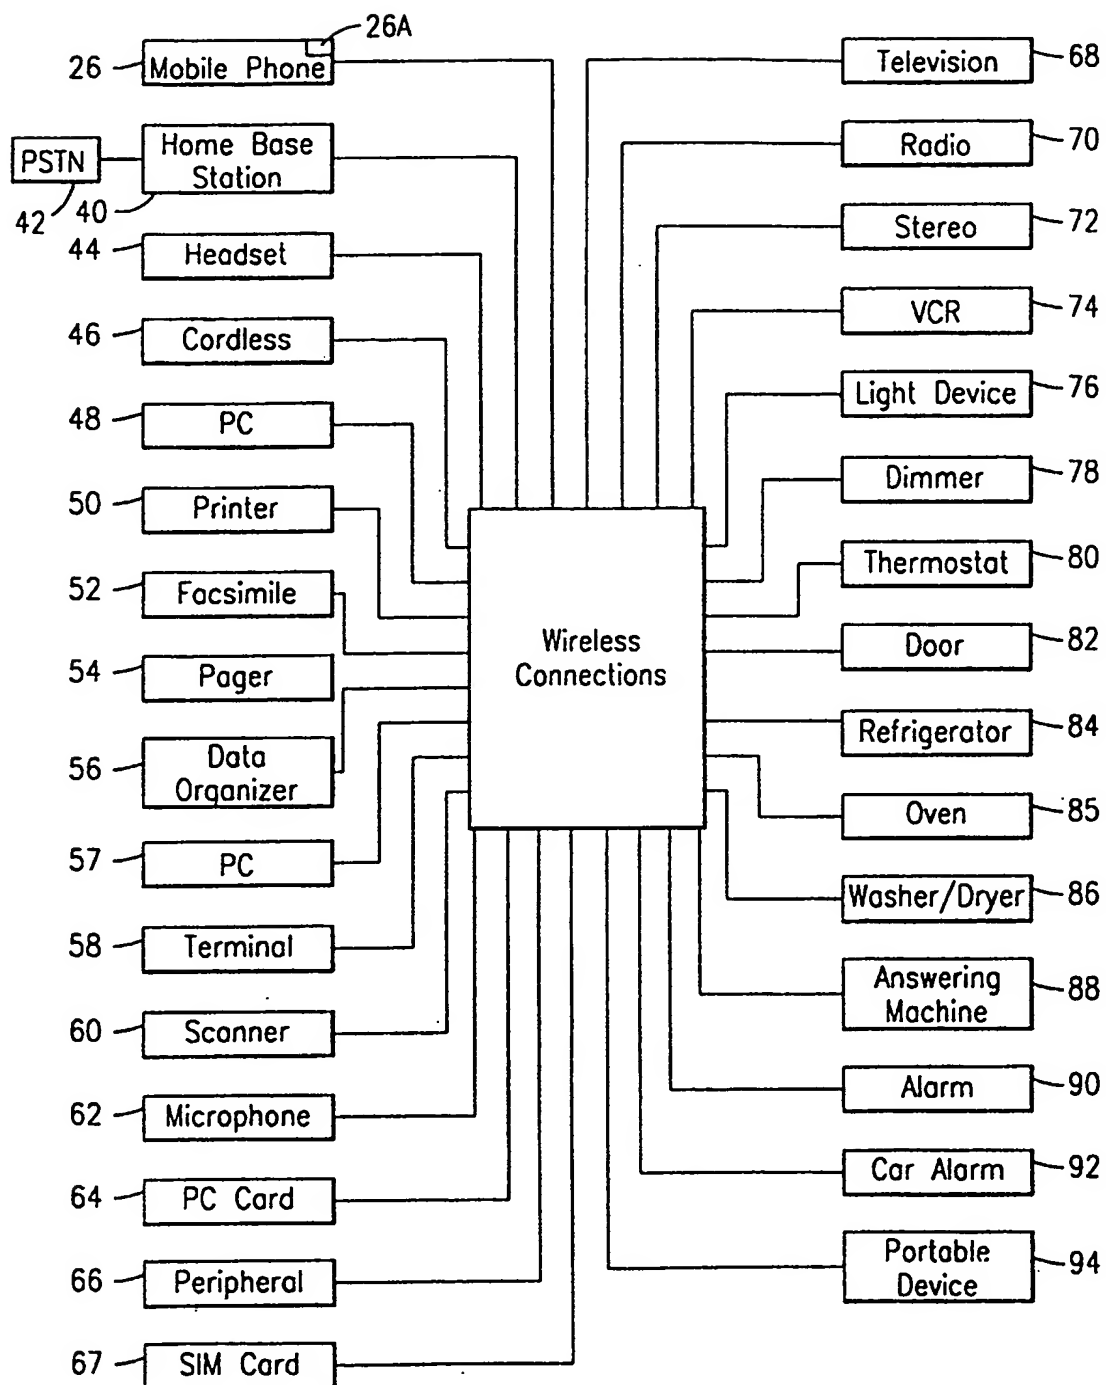 26A
26 Mobile Phone
PSTN
42
Home Base
Station
40
44 Headset
46 Cordless
48 PC
50 Printer
52 Facsimile
54 Pager
56 Data
Organizer
57 PC
58 Terminal
60 Scanner
62 Microphone
64 PC Card
66 Peripheral
67 SIM Card
Wireless
Connections
Television 68
Radio 70
Stereo 72
VCR 74
Light Device 76
Dimmer 78
Thermostat 80
Door 82
Refrigerator 84
Oven 85
Washer/Dryer 86
Answering
Machine 88
Alarm 90
Car Alarm 92
Portable
Device 94